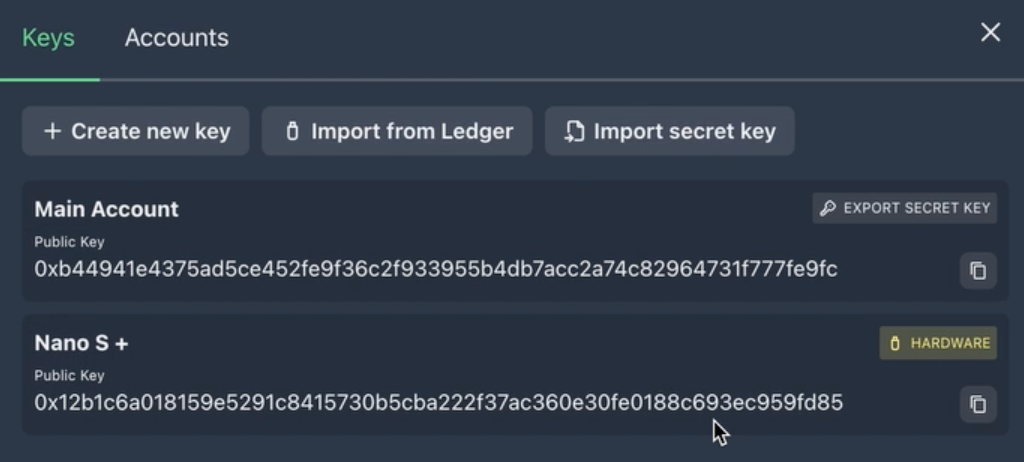 Keys Accounts
+ Create new key Import from Ledger Import secret key
Main Account EXPORT SECRET KEY
Public Key
0xb44941e4375ad5ce452fe9f36c2f933955b4db7acc2a74c82964731f777fe9fc
Nano S + HARDWARE
Public Key
0x12b1c6a018159e5291c8415730b5cba222f37ac360e30fe0188c693ec959fd85